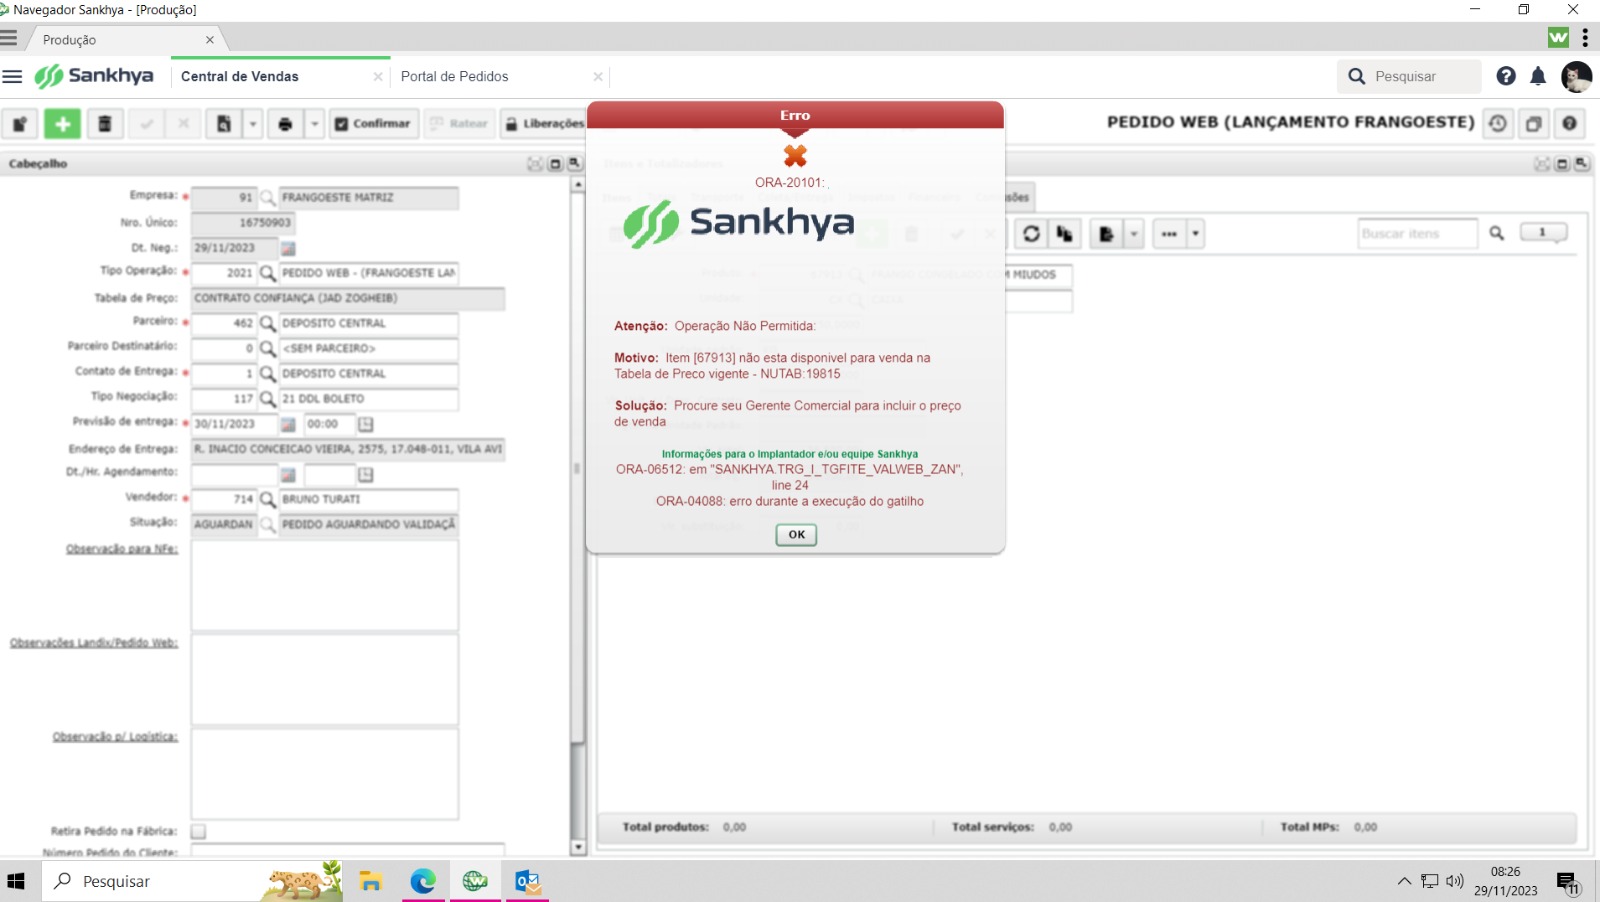 Navegador Sankhya - [Produção]
Produção
Sankhya
Central de Vendas
Portal de Pedidos
Pesquisar
Confirmar
Ratear
Liberações
PEDIDO WEB (LANÇAMENTO FRANGOESTE)
Cabeçalho
Empresa: * 91 FRANGOESTE MATRIZ
Nro. Único: 16750903
Dt. Neg.: 29/11/2023
Tipo Operação: * 2021 PEDIDO WEB - (FRANGOESTE LAN
Tabela de Preço: CONTRATO CONFIANÇA (JAD ZOGHEIB)
Parceiro: * 462 DEPOSITO CENTRAL
Parceiro Destinatário: 0 <SEM PARCEIRO>
Contato de Entrega: * 1 DEPOSITO CENTRAL
Tipo Negociação: 117 21 DDL BOLETO
Previsão de entrega: * 30/11/2023 00:00
Endereço de Entrega: R. INACIO CONCEICAO VIEIRA, 2575, 17.048-011, VILA AVI
Dt./Hr. Agendamento:
Vendedor: * 714 BRUNO TURATI
Situação: AGUARDAN PEDIDO AGUARDANDO VALIDAÇÃ
Observação para NFe:
Observações Landix/Pedido Web:
Observação p/ Logística:
Retira Pedido na Fábrica:
Número Pedido do Cliente:
Erro
ORA-20101:
Sankhya
Atenção: Operação Não Permitida:
Motivo: Item [67913] não esta disponivel para venda na
Tabela de Preco vigente - NUTAB:19815
Solução: Procure seu Gerente Comercial para incluir o preço
de venda
Informações para o Implantador e/ou equipe Sankhya
ORA-06512: em "SANKHYA.TRG_I_TGFITE_VALWEB_ZAN",
line 24
ORA-04088: erro durante a execução do gatilho
OK
Buscar itens
1
MIUDOS
Total produtos: 0,00
Total serviços: 0,00
Total MPs: 0,00
Pesquisar
08:26
29/11/2023
11